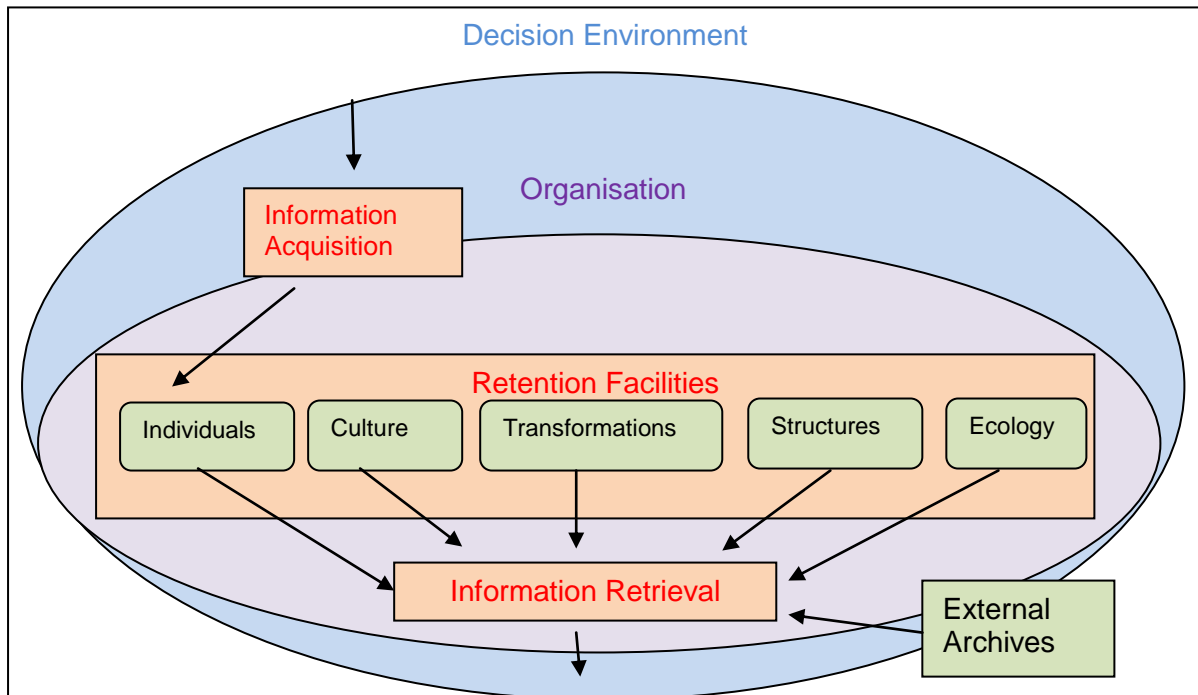 Decision Environment
Organisation
Information
Acquisition
Retention Facilities
Individuals
Culture
Transformations
Structures
Ecology
Information Retrieval
External
Archives